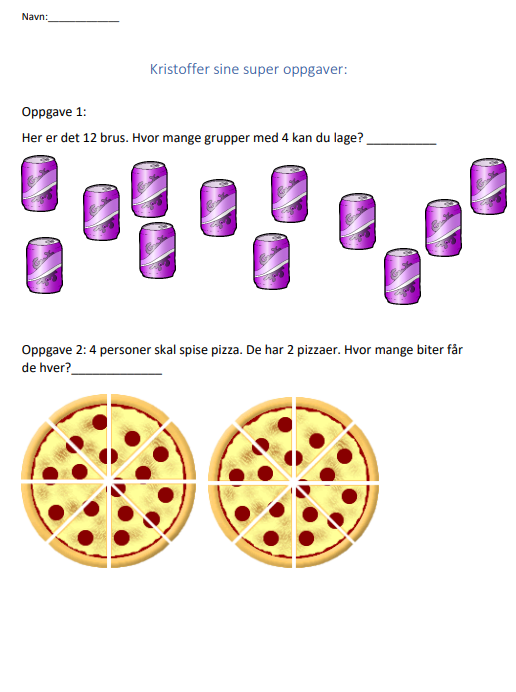 Navn:_____________
Kristoffer sine super oppgaver:
Oppgave 1:
Her er det 12 brus. Hvor mange grupper med 4 kan du lage? __________
Oppgave 2: 4 personer skal spise pizza. De har 2 pizzaer. Hvor mange biter får
de hver?_____________